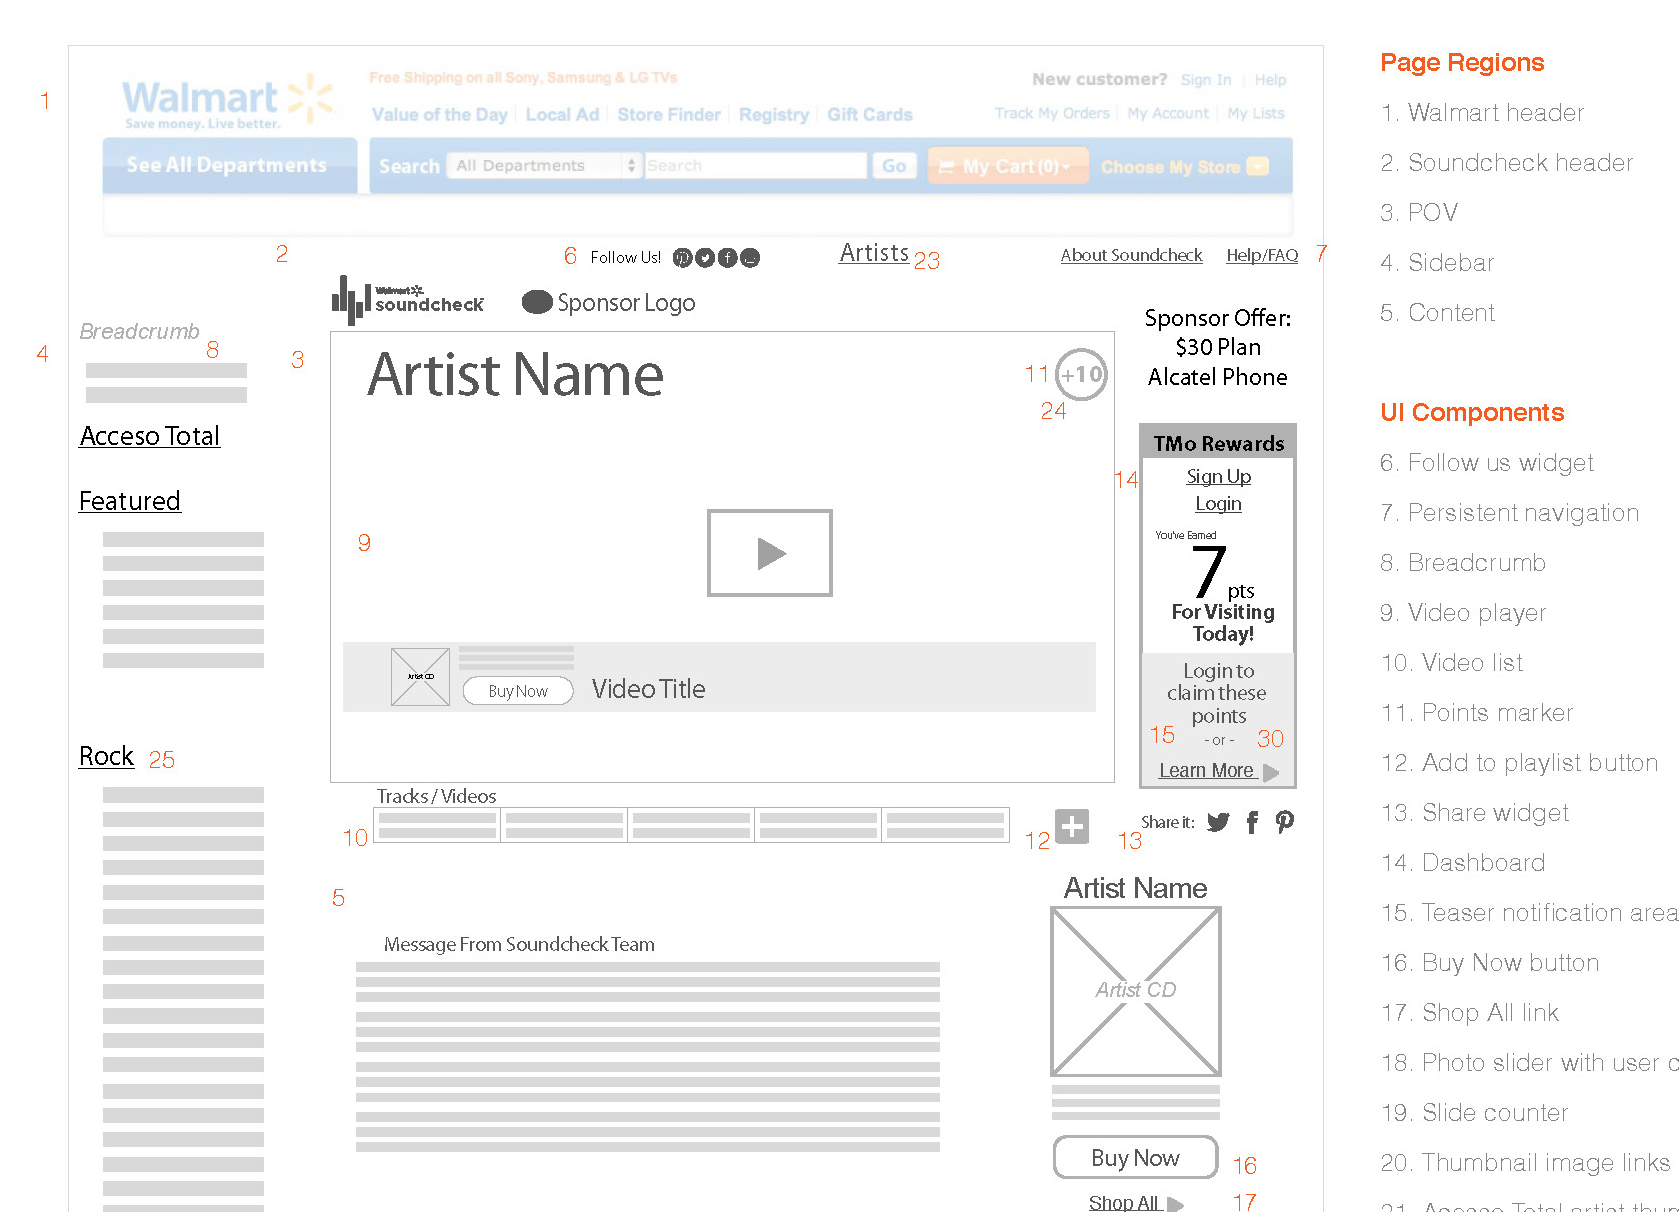 1
Walmart
Save money. Live better.
Free Shipping on all Sony, Samsung & LG TVs
New customer? Sign In | Help
Value of the Day | Local Ad | Store Finder | Registry | Gift Cards
Track My Orders | My Account | My Lists
See All Departments
Search All Departments Search Go My Cart (0) Choose My Store
2
6 Follow Us!
Artists 23
About Soundcheck Help/FAQ 7
Walmart
soundcheck
Sponsor Logo
Breadcrumb
4
8
3
Acceso Total
Featured
Rock 25
Artist Name
11 +10
24
9
Artist CD
Buy Now
Video Title
Sponsor Offer:
$30 Plan
Alcatel Phone
TMo Rewards
14
Sign Up
Login
You've Earned
7 pts
For Visiting
Today!
Login to
claim these
points
15 - or - 30
Learn More
Tracks / Videos
10
12
13
Share it:
5
Message From Soundcheck Team
Artist Name
Artist CD
Buy Now 16
Shop All 17
Page Regions
1. Walmart header
2. Soundcheck header
3. POV
4. Sidebar
5. Content
UI Components
6. Follow us widget
7. Persistent navigation
8. Breadcrumb
9. Video player
10. Video list
11. Points marker
12. Add to playlist button
13. Share widget
14. Dashboard
15. Teaser notification area
16. Buy Now button
17. Shop All link
18. Photo slider with user c
19. Slide counter
20. Thumbnail image links
21. Acceso Total artist thu